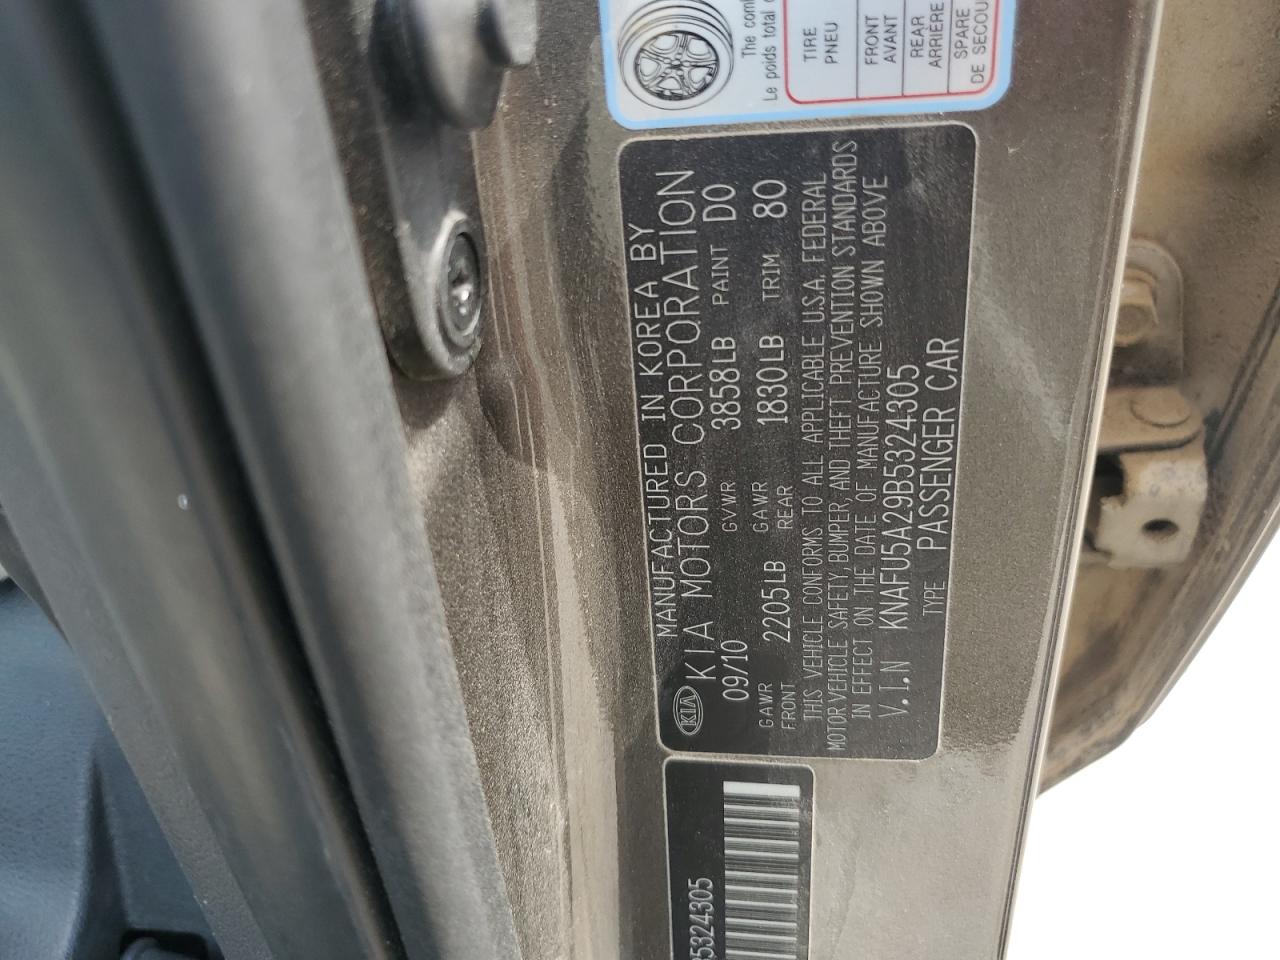 The com
Le poids total
TIRE
PNEU
FRONT
AVANT
REAR
ARRIÈRE
SPARE
DE SECOU
MANUFACTURED IN KOREA BY
KIA KIA MOTORS CORPORATION
09/10 GVWR 3858LB PAINT D0
GAWR FRONT 2205LB GAWR REAR 1830LB TRIM 80
THIS VEHICLE CONFORMS TO ALL APPLICABLE U.S.A. FEDERAL
MOTOR VEHICLE SAFETY, BUMPER, AND THEFT PREVENTION STANDARDS
IN EFFECT ON THE DATE OF MANUFACTURE SHOWN ABOVE
V.I.N KNAFU5A29B5324305
TYPE PASSENGER CAR
B5324305